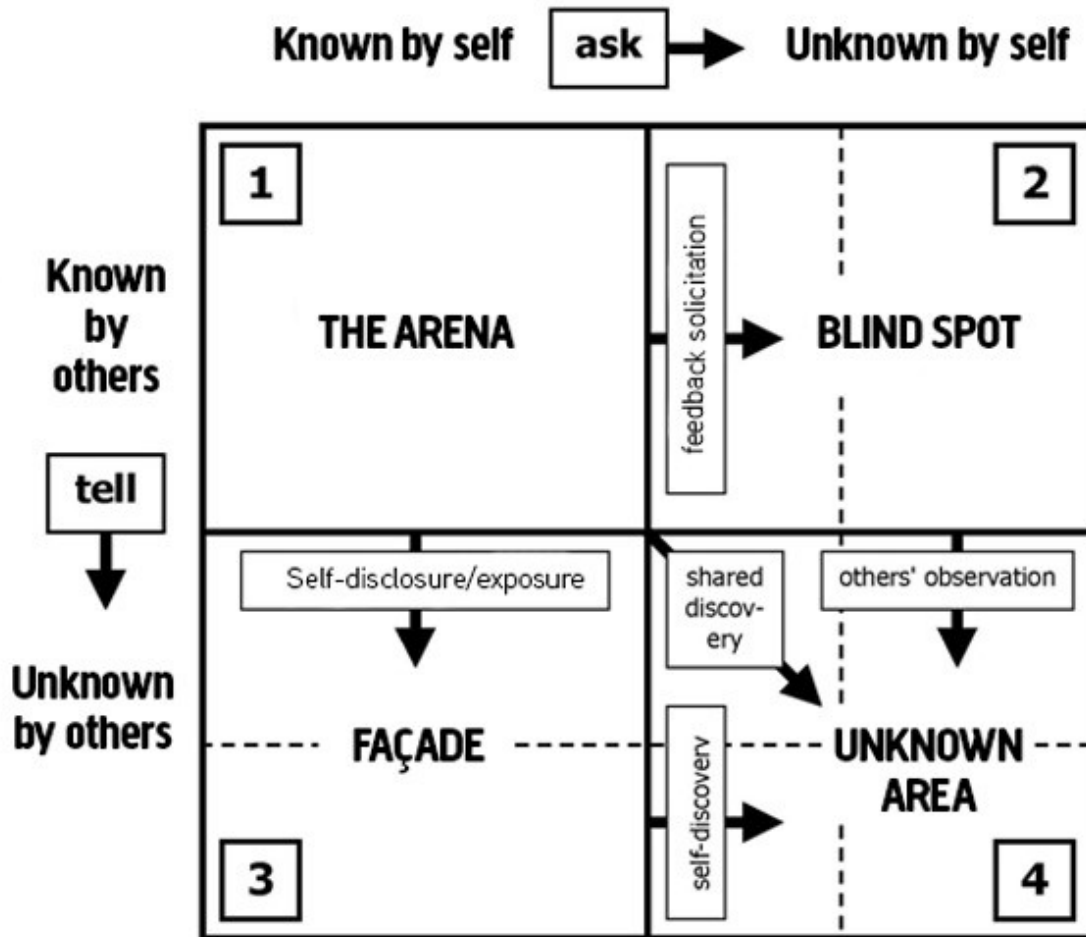 Known by self
ask
Unknown by self
1
2
Known
by
others
THE ARENA
feedback solicitation
BLIND SPOT
tell
Self-disclosure/exposure
shared
discov-
ery
others' observation
Unknown
by others
FAÇADE
self-discovery
UNKNOWN
AREA
3
4